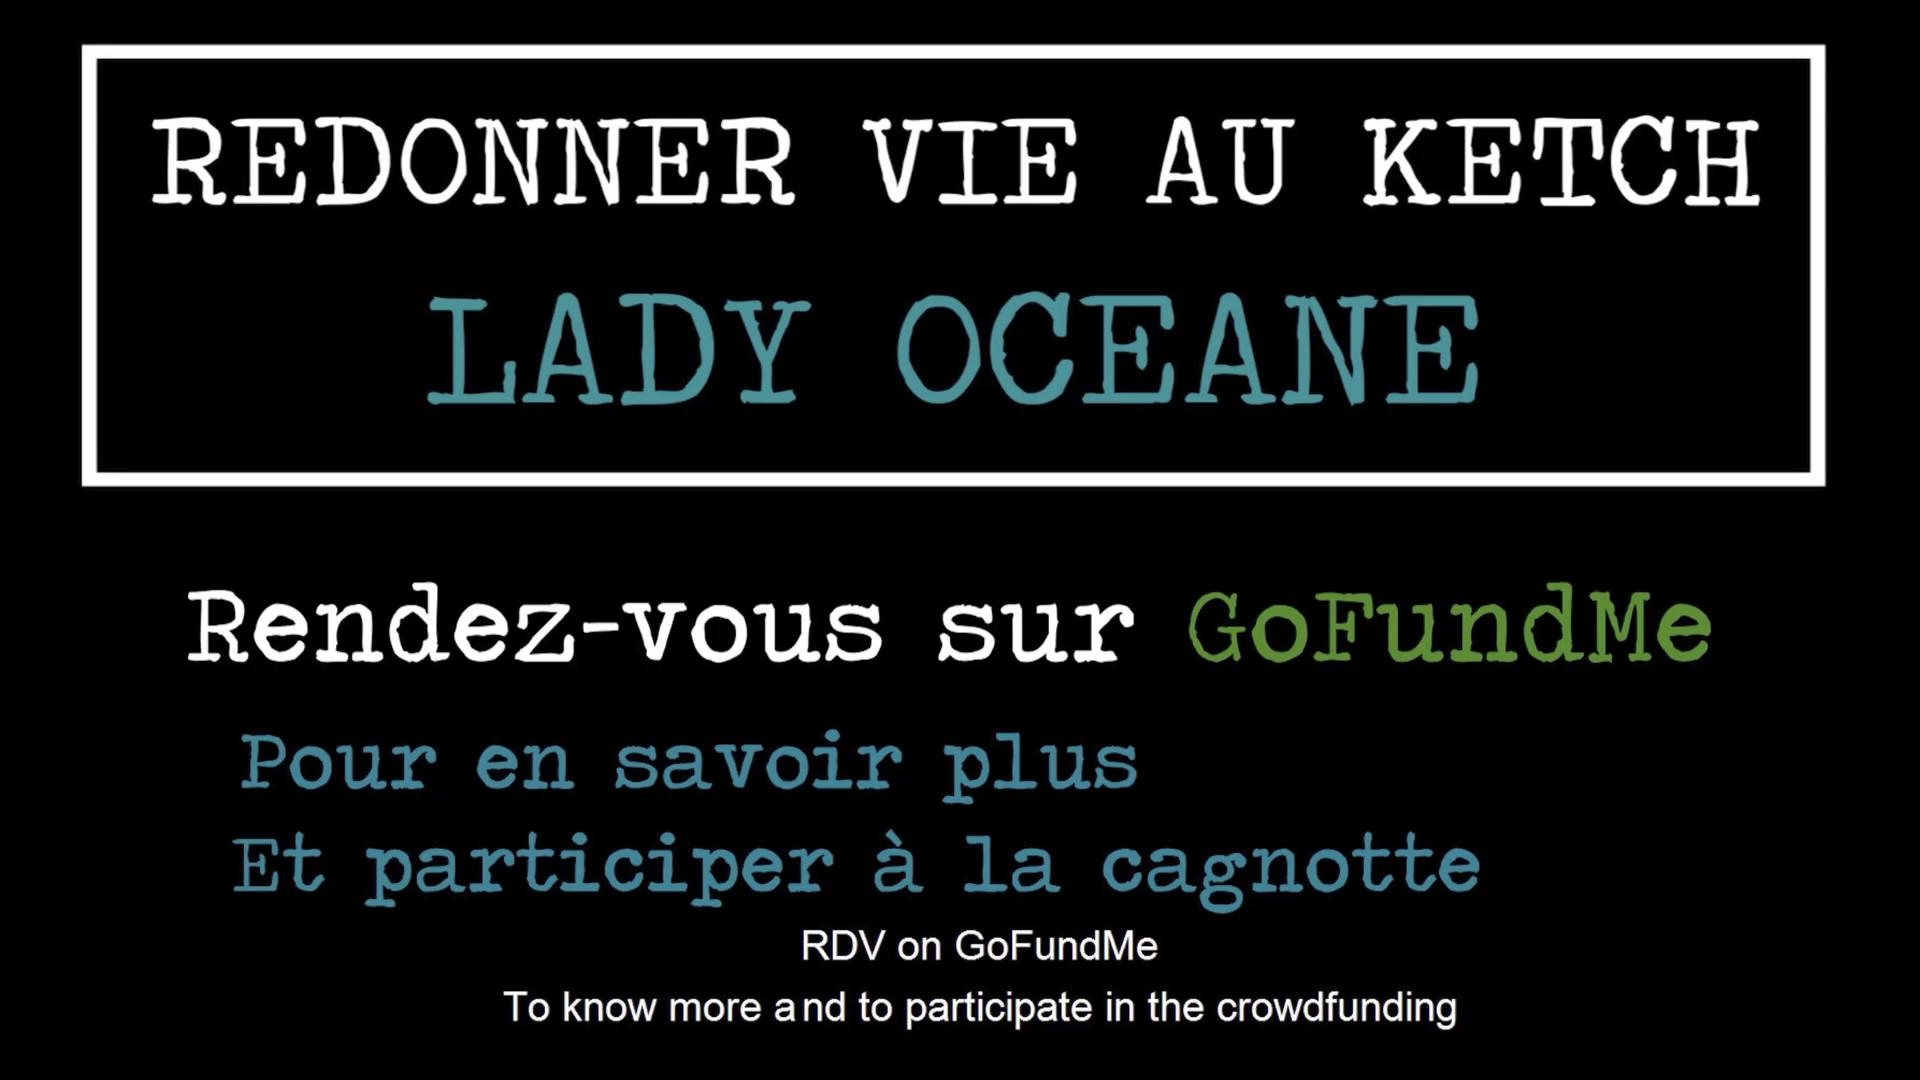 REDONNER VIE AU KETCH
LADY OCEANE
Rendez-vous sur GoFundMe
Pour en savoir plus
Et participer à la cagnotte
RDV on GoFundMe
To know more and to participate in the crowdfunding